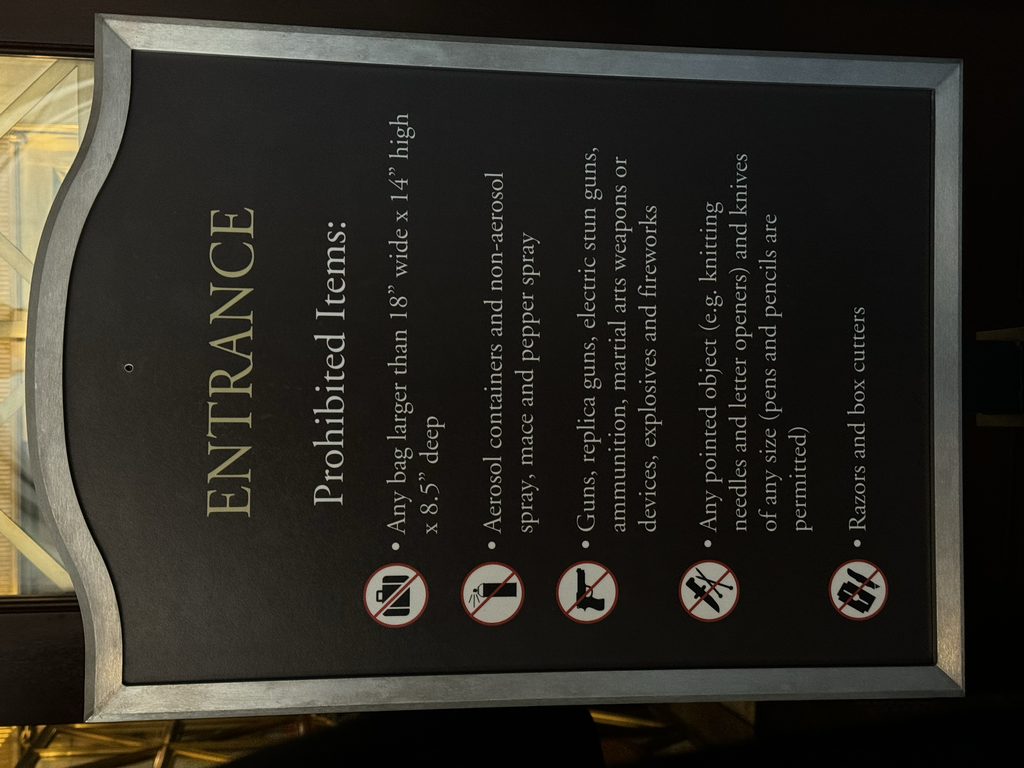 ENTRANCE
Prohibited Items:
• Any bag larger than 18" wide x 14" high
x 8.5" deep
• Aerosol containers and non-aerosol
spray, mace and pepper spray
• Guns, replica guns, electric stun guns,
ammunition, martial arts weapons or
devices, explosives and fireworks
• Any pointed object (e.g. knitting
needles and letter openers) and knives
of any size (pens and pencils are
permitted)
• Razors and box cutters